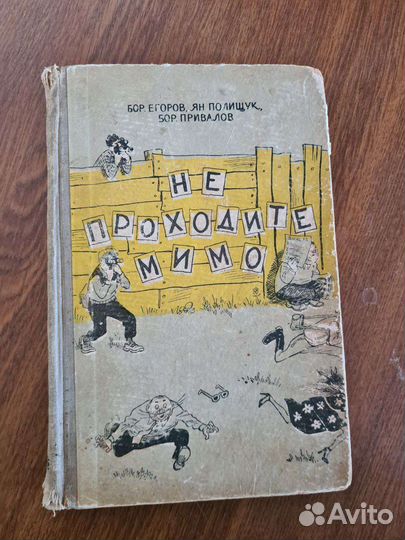 БОР. ЕГОРОВ, ЯН ПОЛИЩУК,
БОР. ПРИВАЛОВ
НЕ
ПРОХОДИТЕ
МИМО
Avito